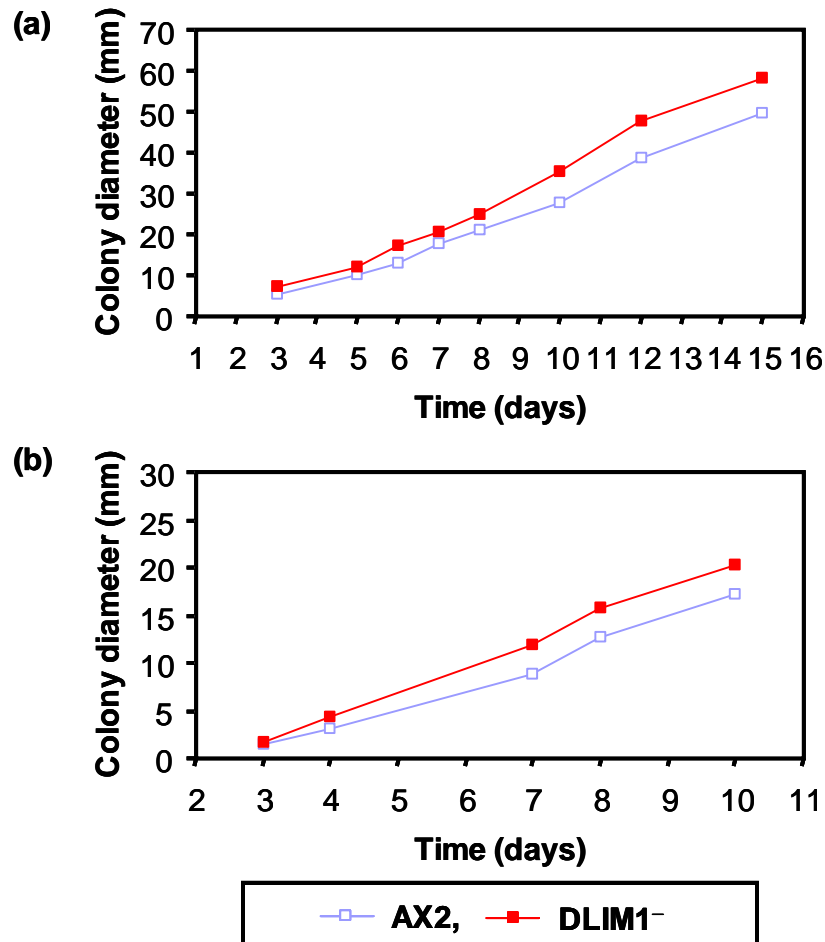 (a)
Colony diameter (mm)
70
60
50
40
30
20
10
0
1 2 3 4 5 6 7 8 9 10 11 12 13 14 15 16
Time (days)
(b)
Colony diameter (mm)
30
25
20
15
10
5
0
2 3 4 5 6 7 8 9 10 11
Time (days)
AX2, DLIM1⁻